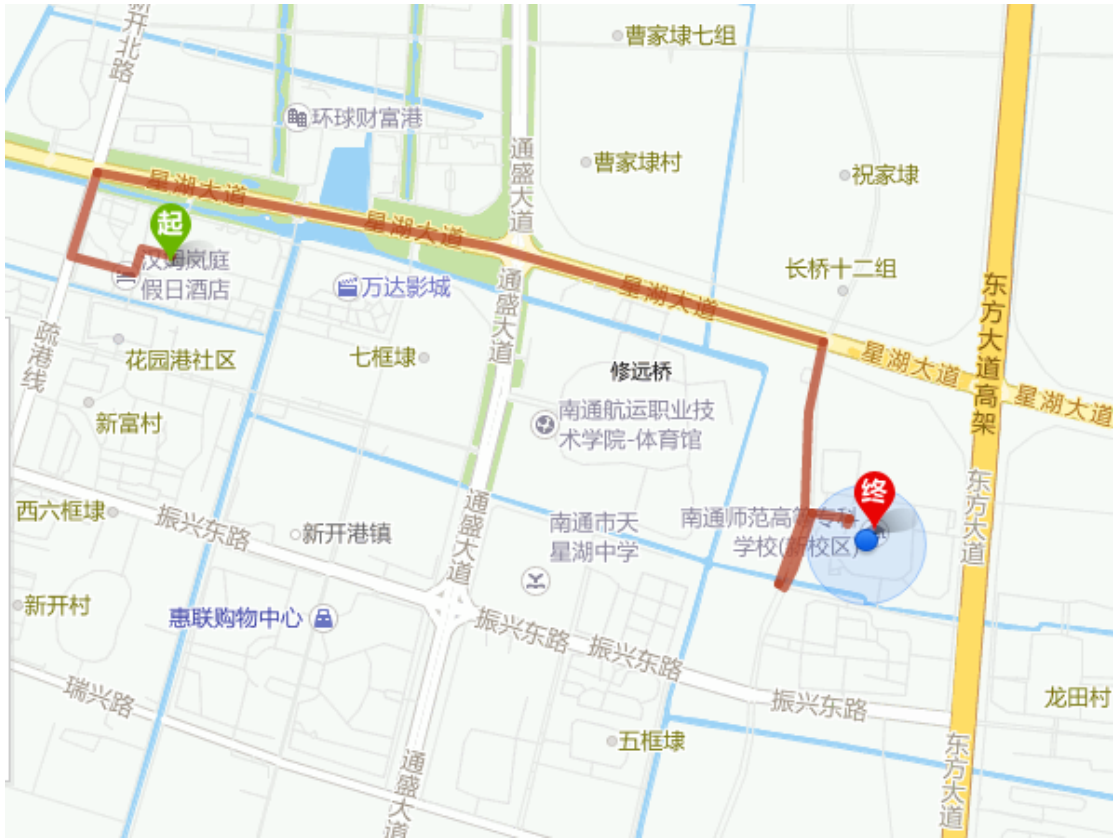 新开北路
曹家埭七组
环球财富港
通盛大道
曹家埭村
祝家埭
星湖大道
星湖大道
起
汉姆岚庭
假日酒店
万达影城
通盛大道
星湖大道
长桥十二组
东方大道高架
疏港线
花园港社区
七框埭
修远桥
星湖大道
星湖大道
新富村
南通航运职业技
术学院-体育馆
终
西六框埭
振兴东路
新开港镇
通盛大道
南通市天
星湖中学
南通师范高等专科
学校(新校区)
东方大道
新开村
惠联购物中心
振兴东路
振兴东路
瑞兴路
振兴东路
龙田村
五框埭
通盛大道
东方大道